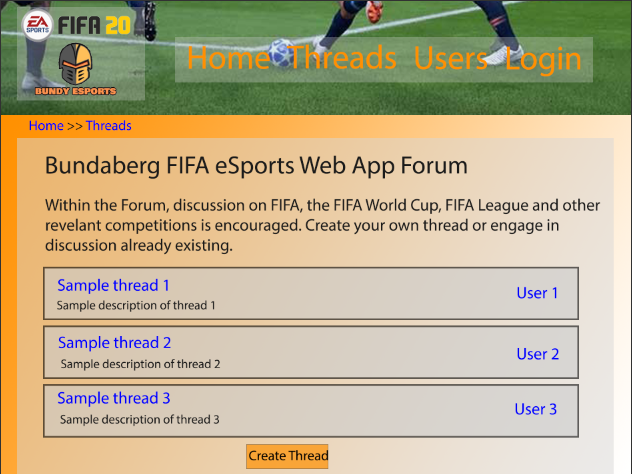 EA
SPORTS
FIFA 20
BUNDY ESPORTS
Home Threads Users Login
Home >> Threads
Bundaberg FIFA eSports Web App Forum
Within the Forum, discussion on FIFA, the FIFA World Cup, FIFA League and other
revelant competitions is encouraged. Create your own thread or engage in
discussion already existing.
Sample thread 1
User 1
Sample description of thread 1
Sample thread 2
User 2
Sample description of thread 2
Sample thread 3
User 3
Sample description of thread 3
Create Thread